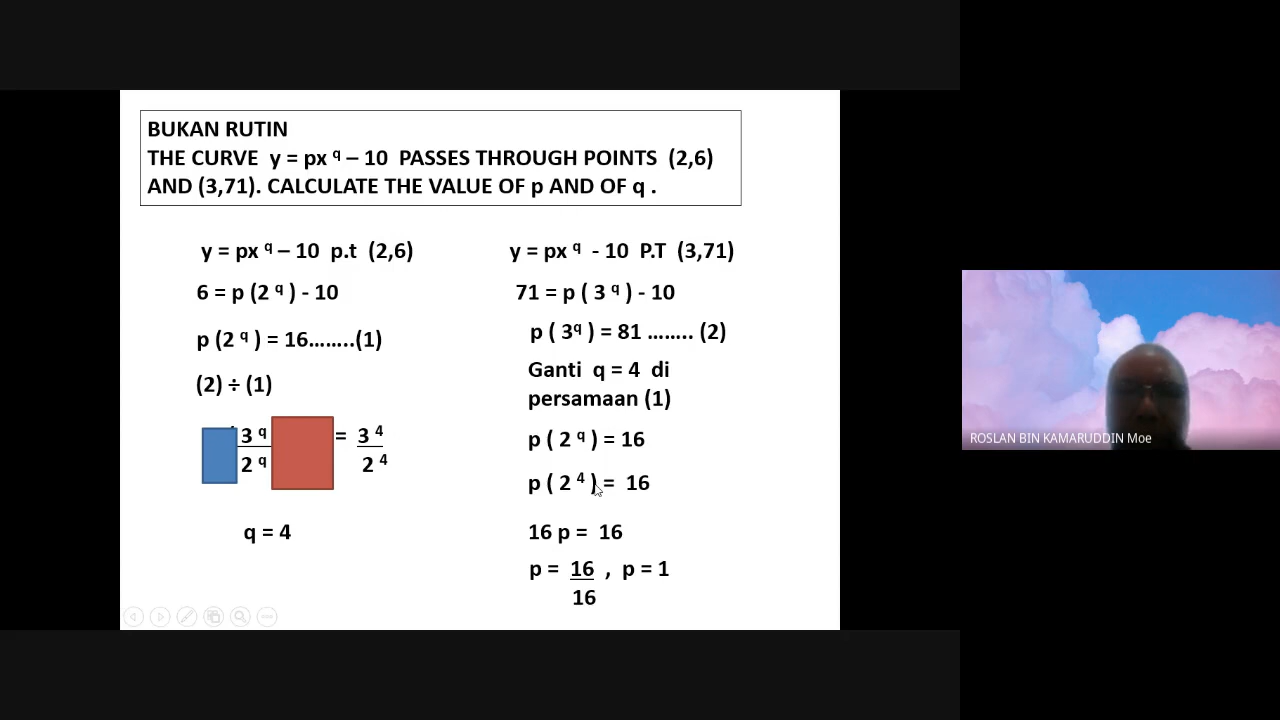 BUKAN RUTIN
THE CURVE y = px q – 10 PASSES THROUGH POINTS (2,6)
AND (3,71). CALCULATE THE VALUE OF p AND OF q .
y = px q – 10 p.t (2,6)
6 = p (2 q ) - 10
p (2 q ) = 16……..(1)
(2) ÷ (1)
3 q = 3 4
2 q 2 4
q = 4
y = px q - 10 P.T (3,71)
71 = p ( 3 q ) - 10
p ( 3q ) = 81 …….. (2)
Ganti q = 4 di
persamaan (1)
p ( 2 q ) = 16
p ( 2 4 ) = 16
16 p = 16
p = 16 , p = 1
16
ROSLAN BIN KAMARUDDIN Moe